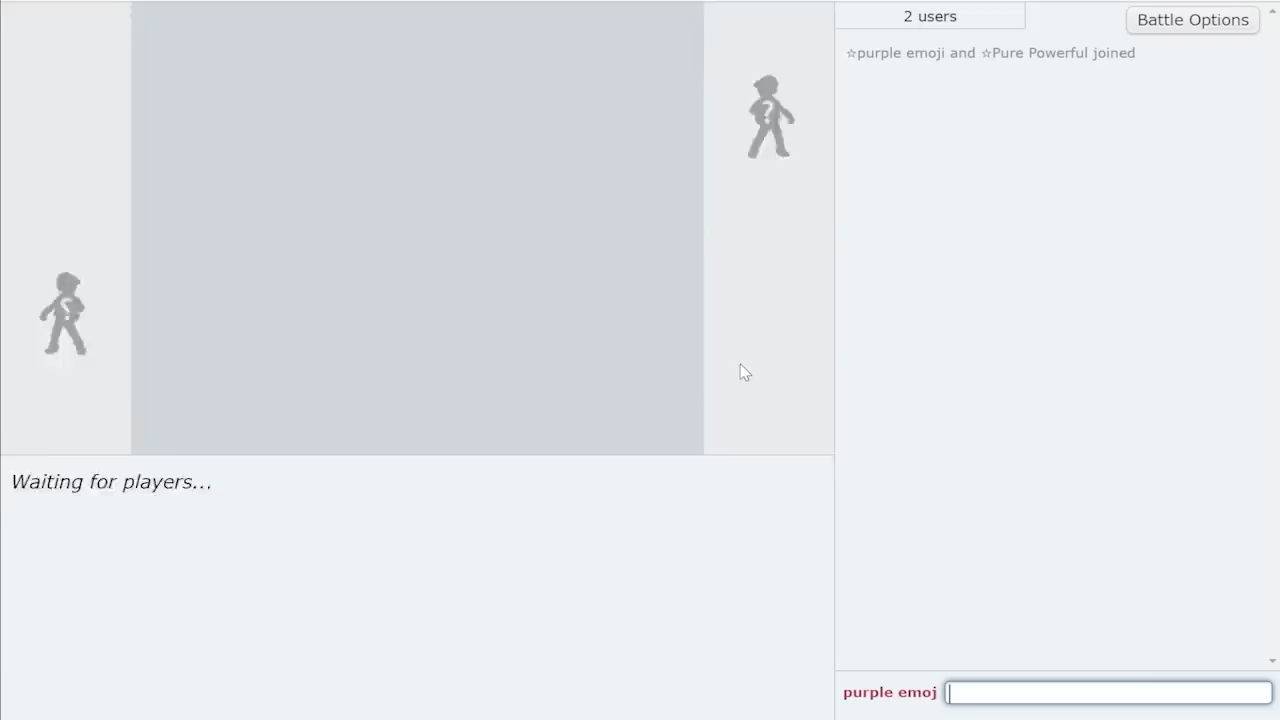 2 users
Battle Options
☆purple emoji and ☆Pure Powerful joined
?
?
Waiting for players...
purple emoj